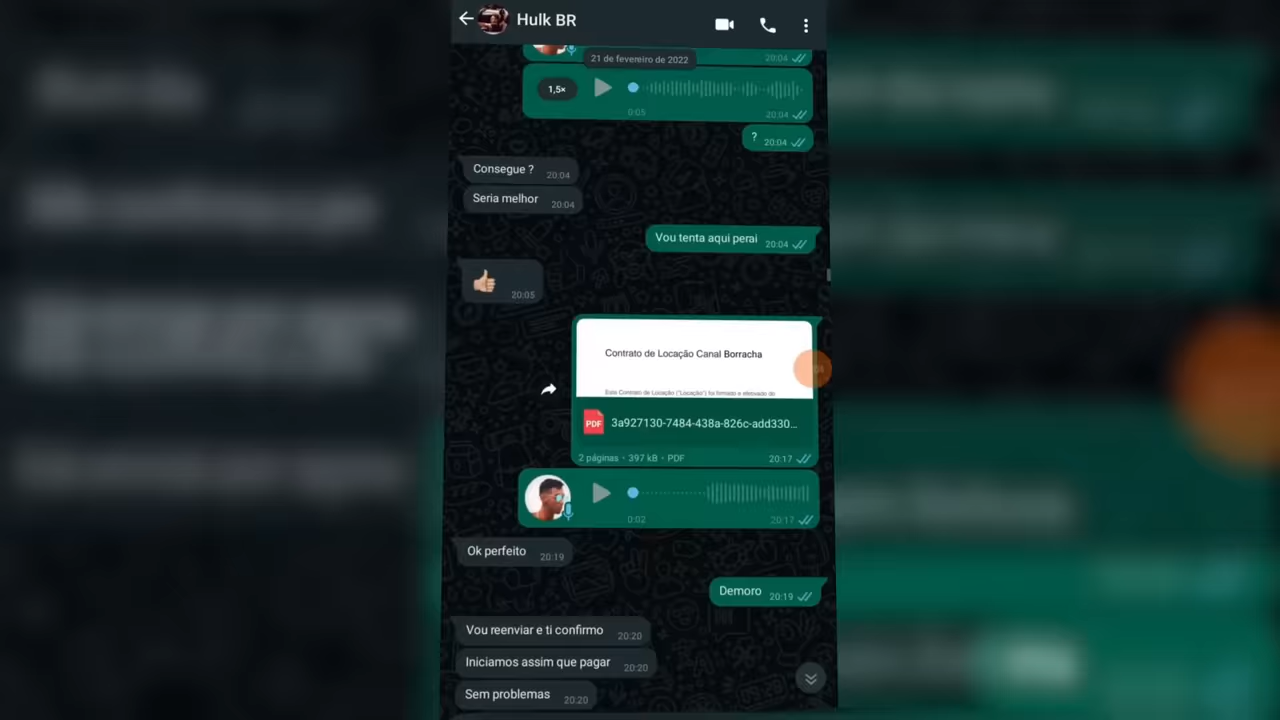 Hulk BR
20:04
21 de fevereiro de 2022
1,5×
0:05
20:04
?
20:04
Consegue ?
20:04
Seria melhor
20:04
Vou tenta aqui perai
20:04
20:05
Contrato de Locação Canal Borracha
Este Contrato de Locação ("Locação") foi firmado e efetivado do
PDF
3a927130-7484-438a-826c-add330...
2 páginas • 397 kB • PDF
20:17
0:02
20:17
Ok perfeito
20:19
Demoro
20:19
Vou reenviar e ti confirmo
20:20
Iniciamos assim que pagar
20:20
Sem problemas
20:20